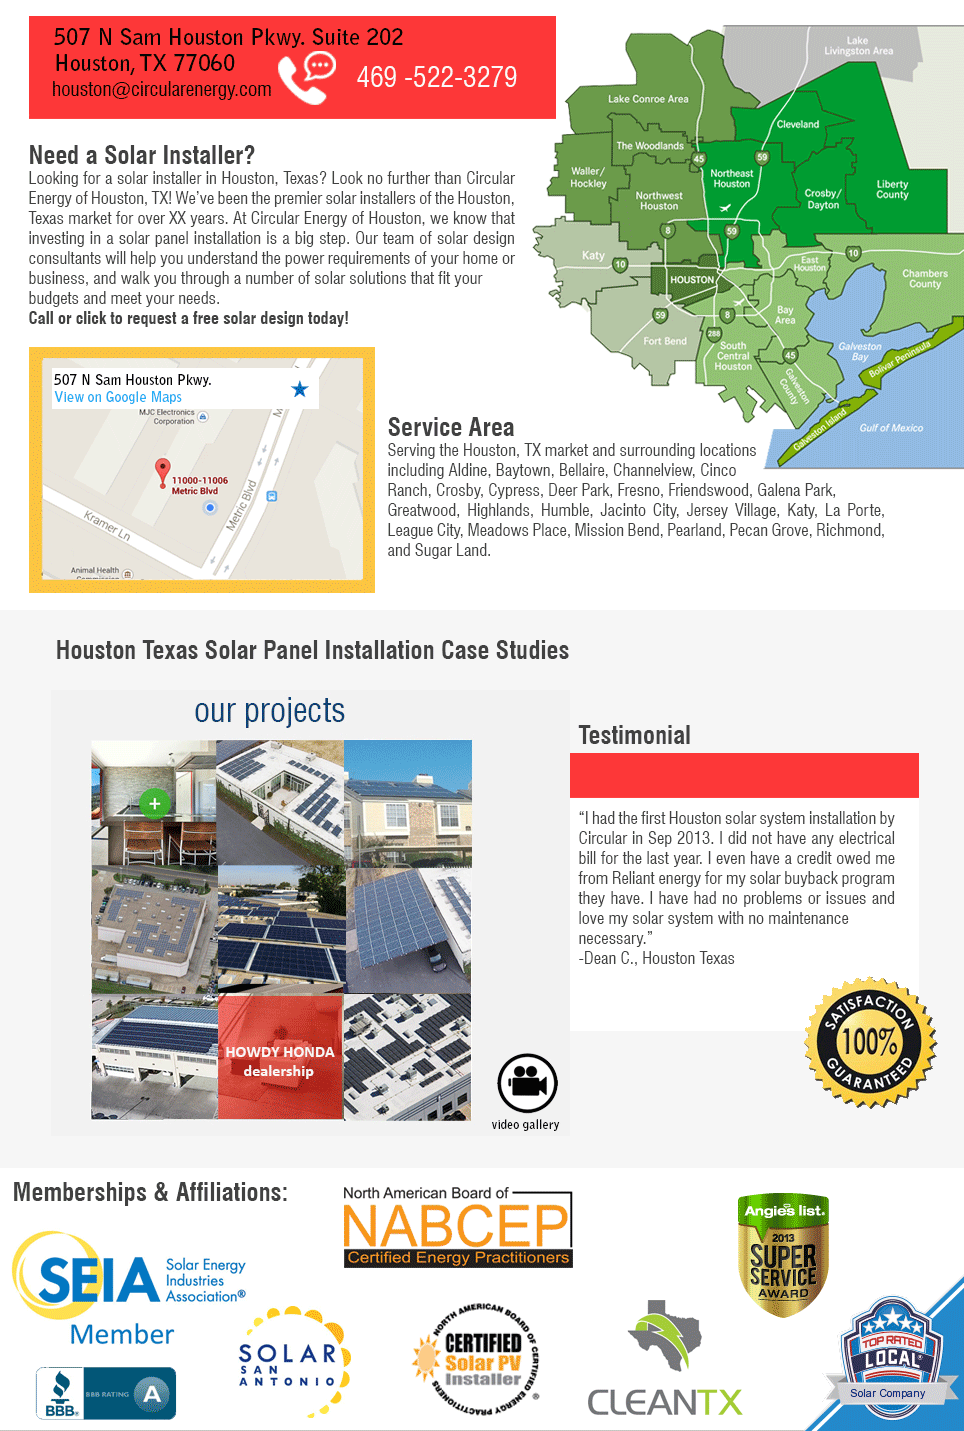 507 N Sam Houston Pkwy. Suite 202
Houston, TX 77060
houston@circularenergy.com
469 -522-3279
Need a Solar Installer?
Looking for a solar installer in Houston, Texas? Look no further than Circular
Energy of Houston, TX! We've been the premier solar installers of the Houston,
Texas market for over XX years. At Circular Energy of Houston, we know that
investing in a solar panel installation is a big step. Our team of solar design
consultants will help you understand the power requirements of your home or
business, and walk you through a number of solar solutions that fit your
budgets and meet your needs.
Call or click to request a free solar design today!
Lake
Livingston Area
Lake Conroe Area
Cleveland
The Woodlands
45
59
Waller/
Hockley
Northeast
Houston
Northwest
Houston
Crosby/
Dayton
Liberty
County
8
59
Katy
10
East
Houston
10
HOUSTON
Chambers
County
59
8
Bay
Area
288
Fort Bend
South
Central
Houston
45
Galveston
Bay
Bolivar Peninsula
Galveston
County
Galveston Island
Gulf of Mexico
507 N Sam Houston Pkwy.
View on Google Maps
MJC Electronics
Corporation
M
11000-11006
Metric Blvd
Metric Blvd
Kramer Ln
Animal Health
Commission
Service Area
Serving the Houston, TX market and surrounding locations
including Aldine, Baytown, Bellaire, Channelview, Cinco
Ranch, Crosby, Cypress, Deer Park, Fresno, Friendswood, Galena Park,
Greatwood, Highlands, Humble, Jacinto City, Jersey Village, Katy, La Porte,
League City, Meadows Place, Mission Bend, Pearland, Pecan Grove, Richmond,
and Sugar Land.
Houston Texas Solar Panel Installation Case Studies
our projects
HOWDY HONDA
dealership
video gallery
Testimonial
“I had the first Houston solar system installation by
Circular in Sep 2013. I did not have any electrical
bill for the last year. I even have a credit owed me
from Reliant energy for my solar buyback program
they have. I have had no problems or issues and
love my solar system with no maintenance
necessary.”
-Dean C., Houston Texas
SATISFACTION
100%
GUARANTEED
Memberships & Affiliations:
SEIA
Solar Energy
Industries
Association®
Member
North American Board of
NABCEP
Certified Energy Practitioners
Angie's list.
2013
SUPER
SERVICE
AWARD
BBB.
BBB RATING
A
SOLAR
SAN
ANTONIO
NORTH AMERICAN BOARD OF CERTIFIED ENERGY PRACTITIONERS
CERTIFIED
Solar PV
Installer
®
CLEANTX
TOP RATED
LOCAL®
Solar Company